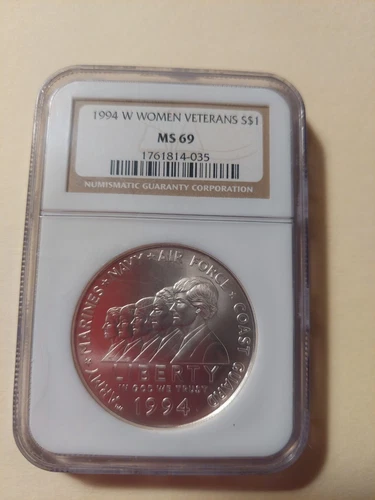 1994 W WOMEN VETERANS S$1
MS 69
1761814-035
NUMISMATIC GUARANTY CORPORATION
ARMY ★ MARINES ★ NAVY ★ AIR FORCE ★ COAST GUARD
LIBERTY
IN GOD WE TRUST
1994